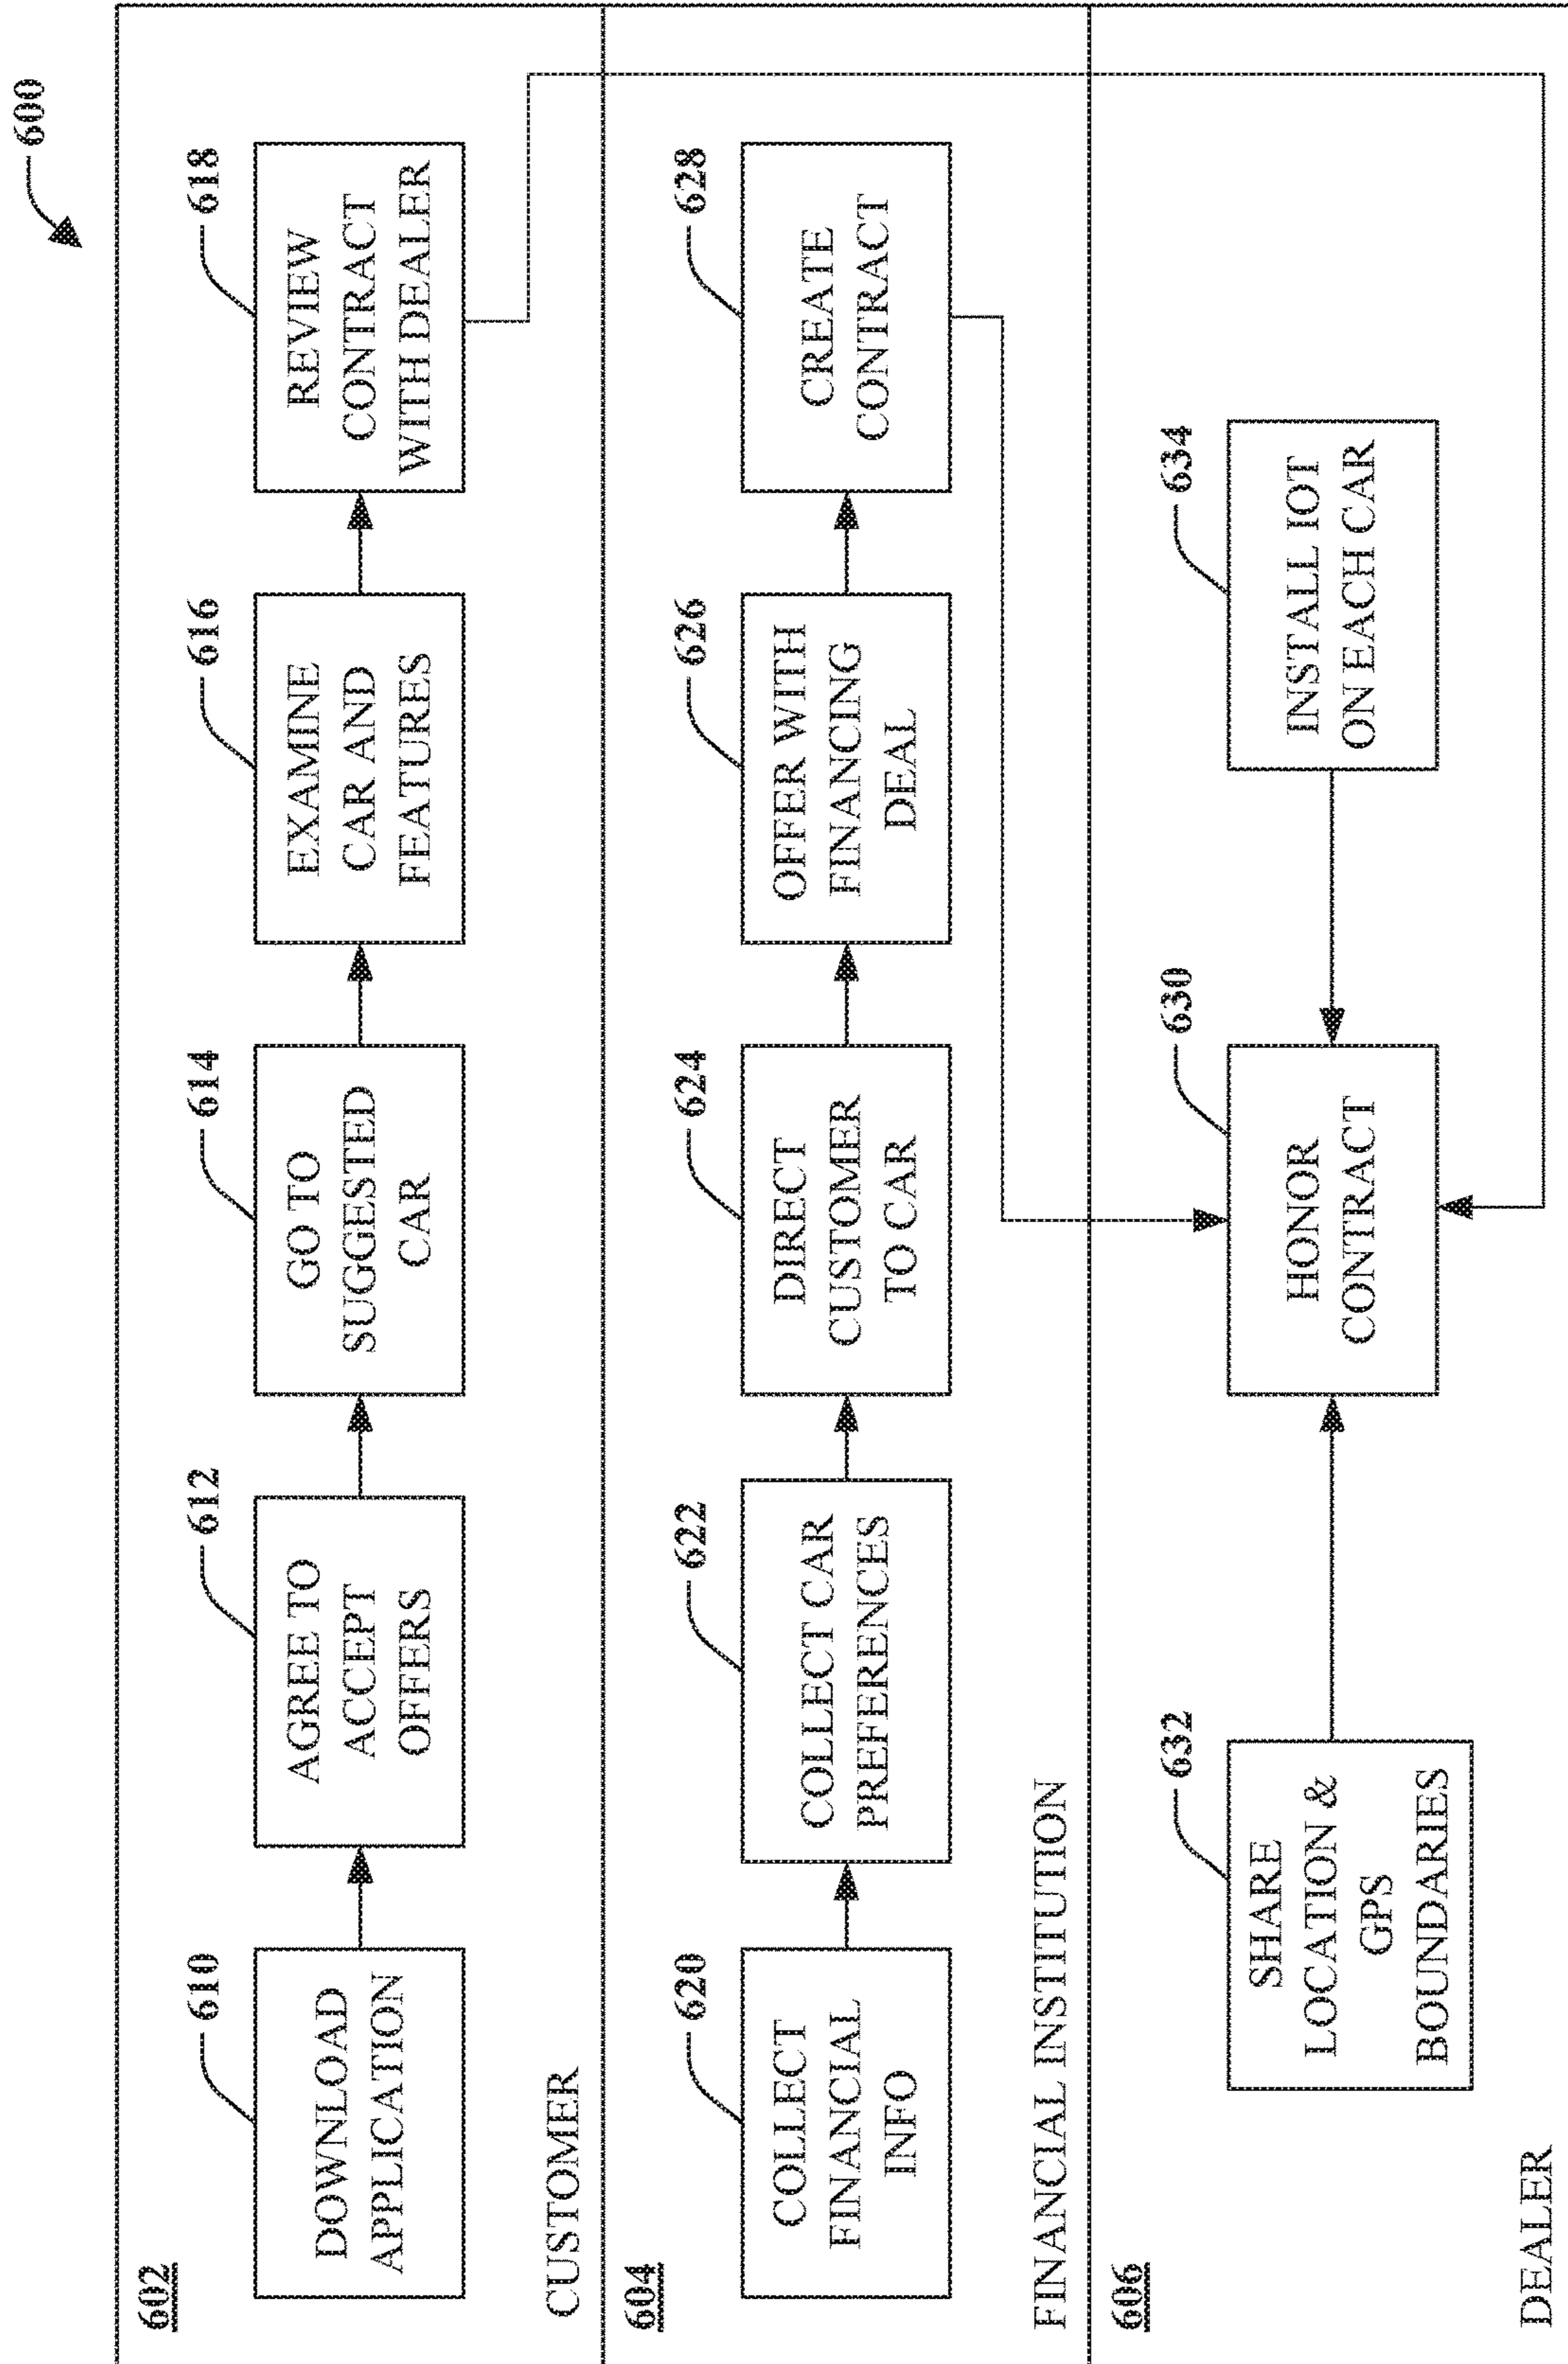 600
602
610
DOWNLOAD
APPLICATION
612
AGREE TO
ACCEPT
OFFERS
614
GO TO
SUGGESTED
CAR
616
EXAMINE
CAR AND
FEATURES
618
REVIEW
CONTRACT
WITH DEALER
CUSTOMER
604
620
COLLECT
FINANCIAL
INFO
622
COLLECT CAR
PREFERENCES
624
DIRECT
CUSTOMER
TO CAR
626
OFFER WITH
FINANCING
DEAL
628
CREATE
CONTRACT
FINANCIAL INSTITUTION
606
632
SHARE
LOCATION &
GPS
BOUNDARIES
630
HONOR
CONTRACT
634
INSTALL IOT
ON EACH CAR
DEALER